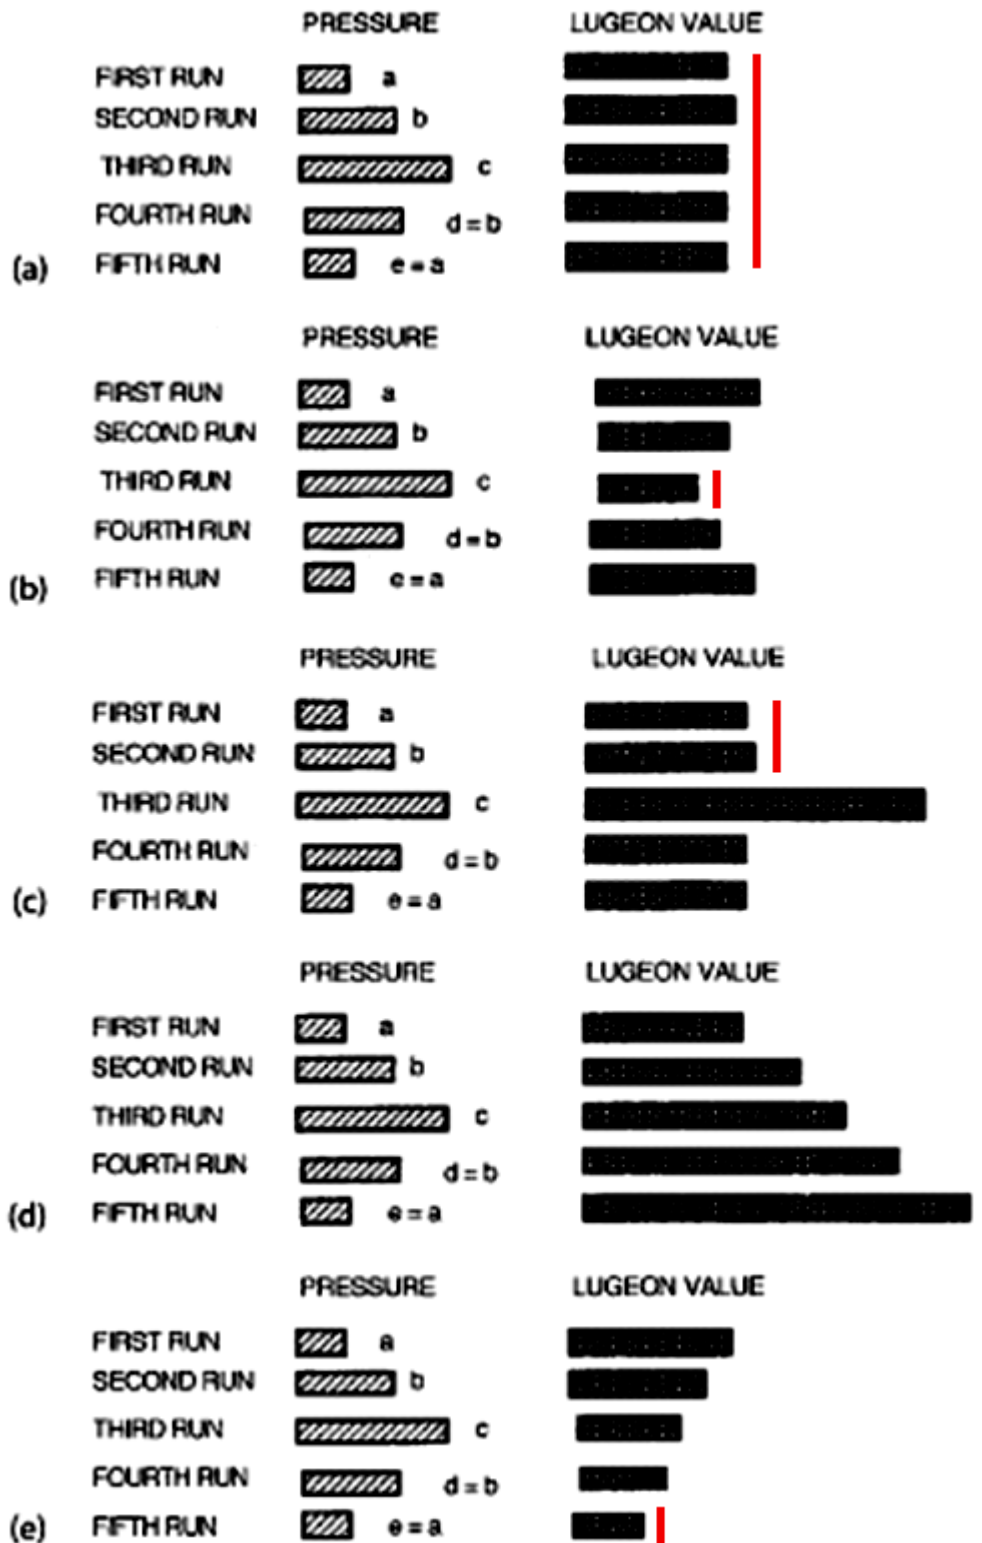 PRESSURE LUGEON VALUE
FIRST RUN a
SECOND RUN b
THIRD RUN c
FOURTH RUN d = b
(a) FIFTH RUN e = a
PRESSURE LUGEON VALUE
FIRST RUN a
SECOND RUN b
THIRD RUN c
FOURTH RUN d = b
(b) FIFTH RUN e = a
PRESSURE LUGEON VALUE
FIRST RUN a
SECOND RUN b
THIRD RUN c
FOURTH RUN d = b
(c) FIFTH RUN e = a
PRESSURE LUGEON VALUE
FIRST RUN a
SECOND RUN b
THIRD RUN c
FOURTH RUN d = b
(d) FIFTH RUN e = a
PRESSURE LUGEON VALUE
FIRST RUN a
SECOND RUN b
THIRD RUN c
FOURTH RUN d = b
(e) FIFTH RUN e = a